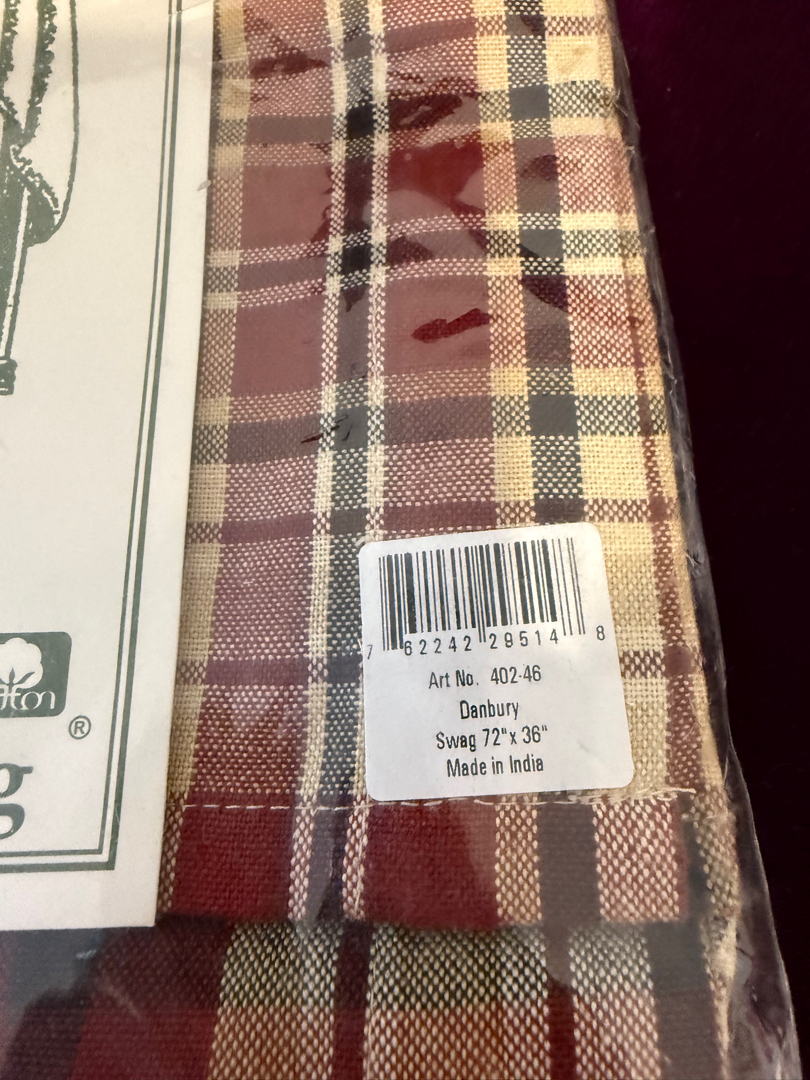 ®
g
7 62242 29514 8
Art No. 402-46
Danbury
Swag 72" x 36"
Made in India